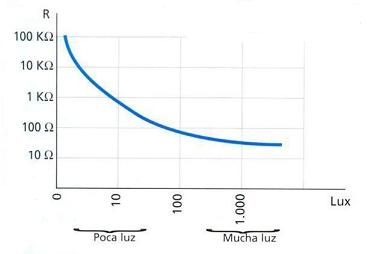 R
100 KΩ
10 KΩ
1 KΩ
100 Ω
10 Ω
0
10
100
1.000
Lux
Poca luz
Mucha luz